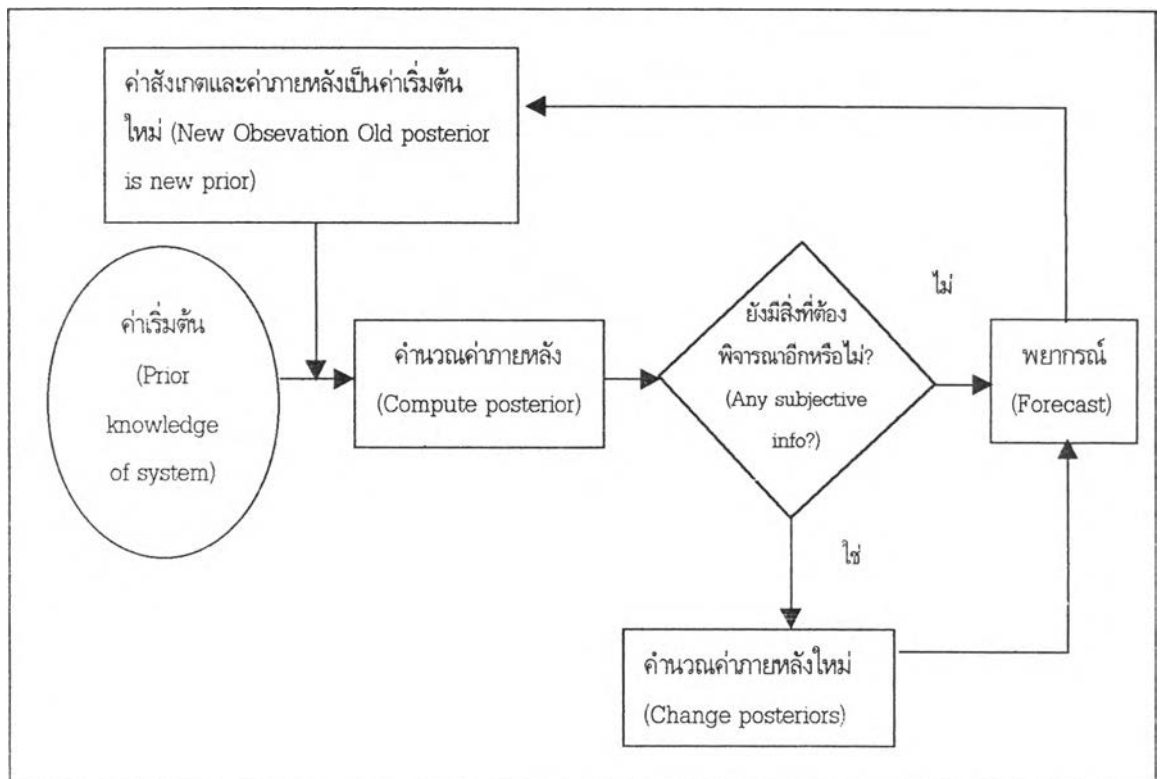 ค่าสังเกตและค่าภายหลังเป็นค่าเริ่มต้น
ใหม่ (New Obsevation Old posterior
is new prior)
ค่าเริ่มต้น
(Prior
knowledge
of system)
คำนวณค่าภายหลัง
(Compute posterior)
ยังมีสิ่งที่ต้อง
พิจารณาอีกหรือไม่?
(Any subjective
info?)
ไม่
พยากรณ์
(Forecast)
ใช่
คำนวณค่าภายหลังใหม่
(Change posteriors)